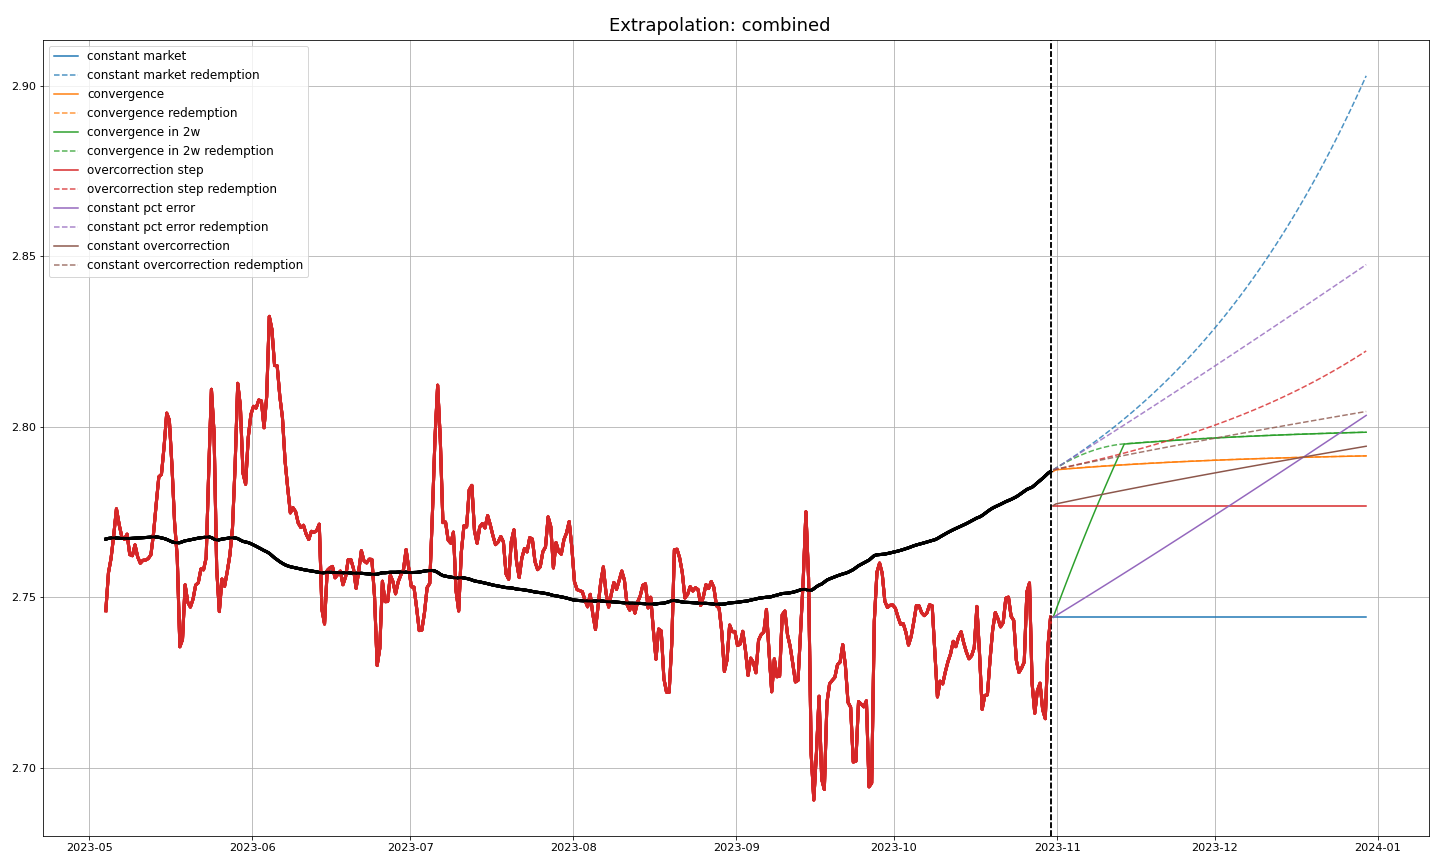 Extrapolation: combined
constant market
constant market redemption
convergence
convergence redemption
convergence in 2w
convergence in 2w redemption
overcorrection step
overcorrection step redemption
constant pct error
constant pct error redemption
constant overcorrection
constant overcorrection redemption
2.90
2.85
2.80
2.75
2.70
2023-05 2023-06 2023-07 2023-08 2023-09 2023-10 2023-11 2023-12 2024-01